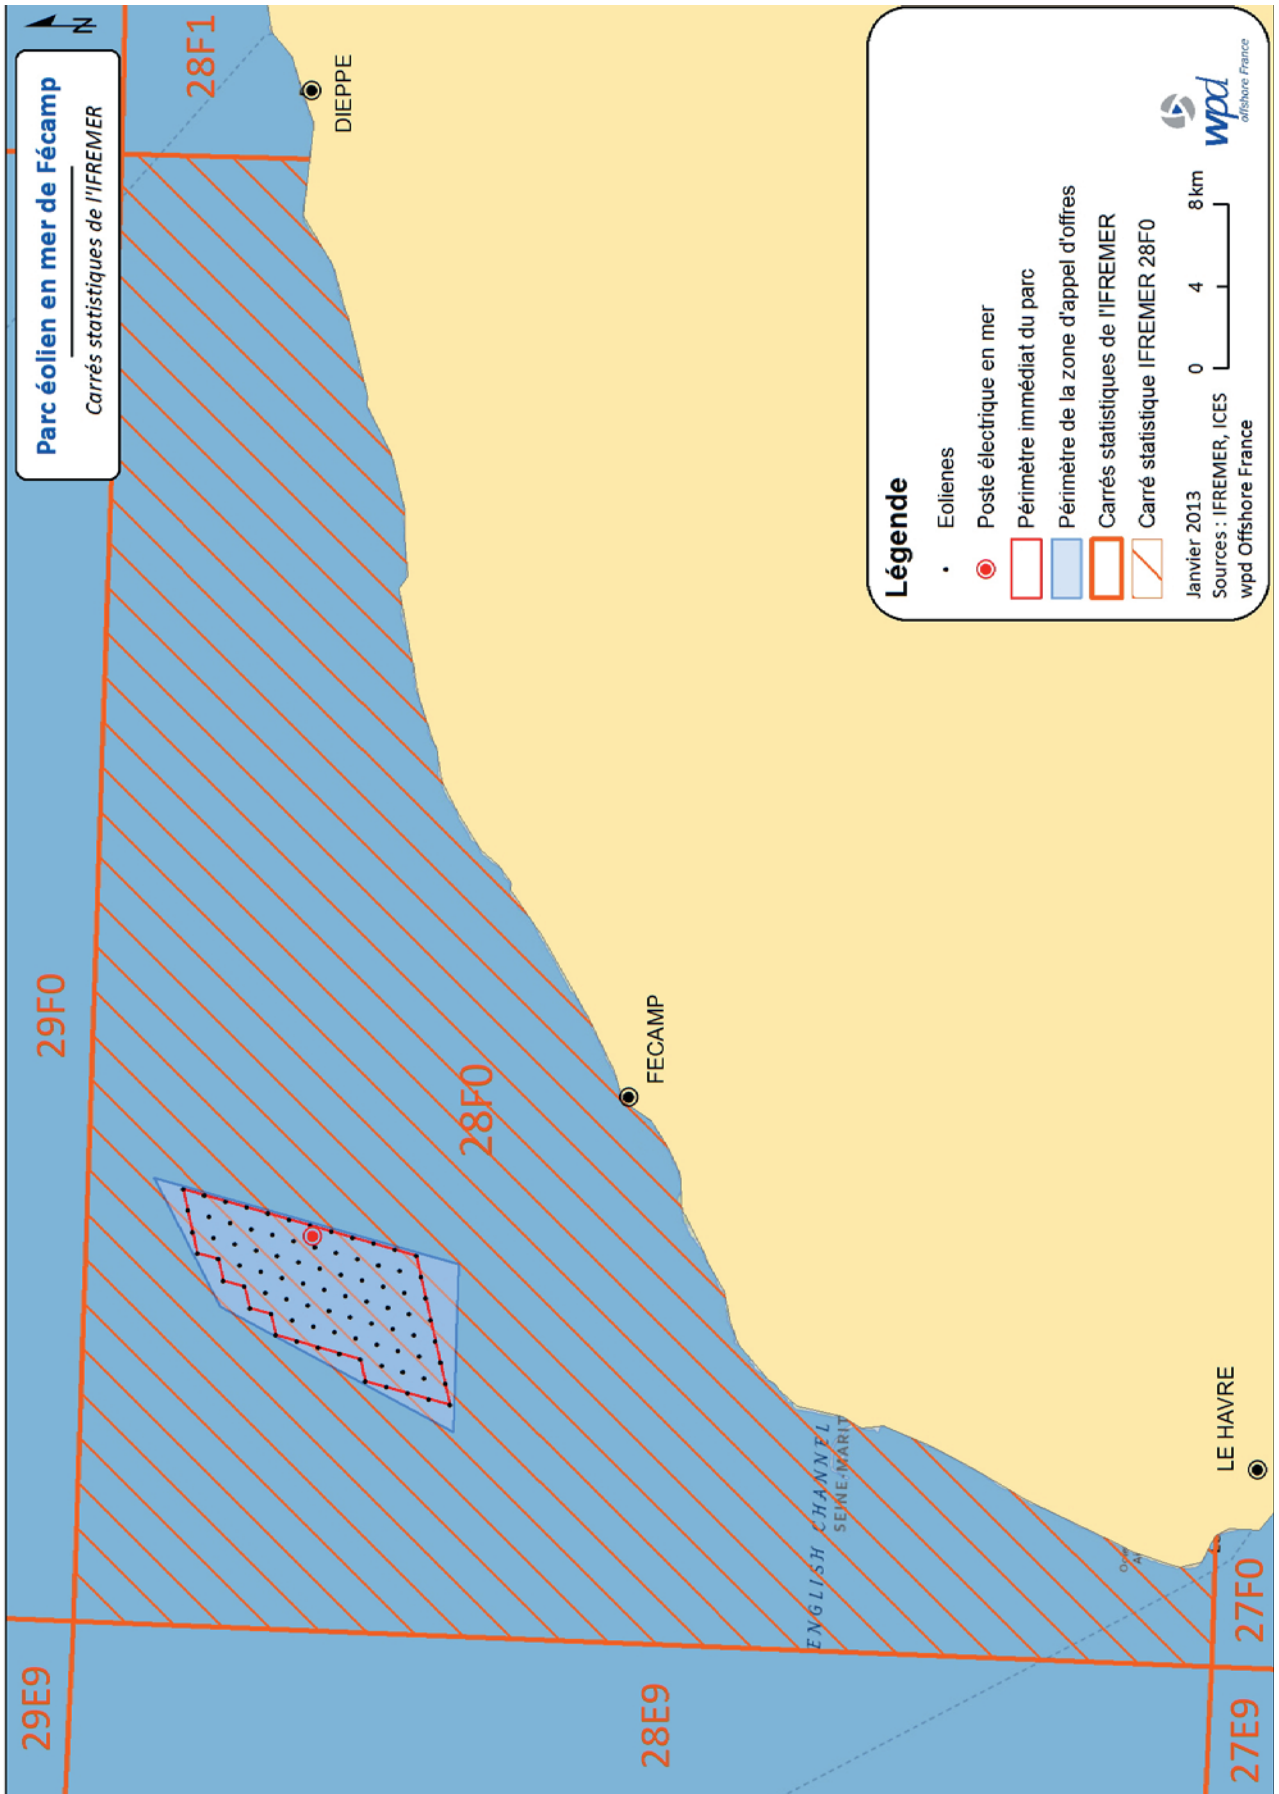 N
Parc éolien en mer de Fécamp
Carrés statistiques de l'IFREMER
29E9
29F0
28F1
28E9
28F0
27E9
27F0
DIEPPE
FECAMP
LE HAVRE
ENGLISH CHANNEL
SEINE-MARIT
Légende
Eolienes
Poste électrique en mer
Périmètre immédiat du parc
Périmètre de la zone d'appel d'offres
Carrés statistiques de l'IFREMER
Carré statistique IFREMER 28F0
Janvier 2013
Sources : IFREMER, ICES
wpd Offshore France
0 4 8 km
wpd
offshore France